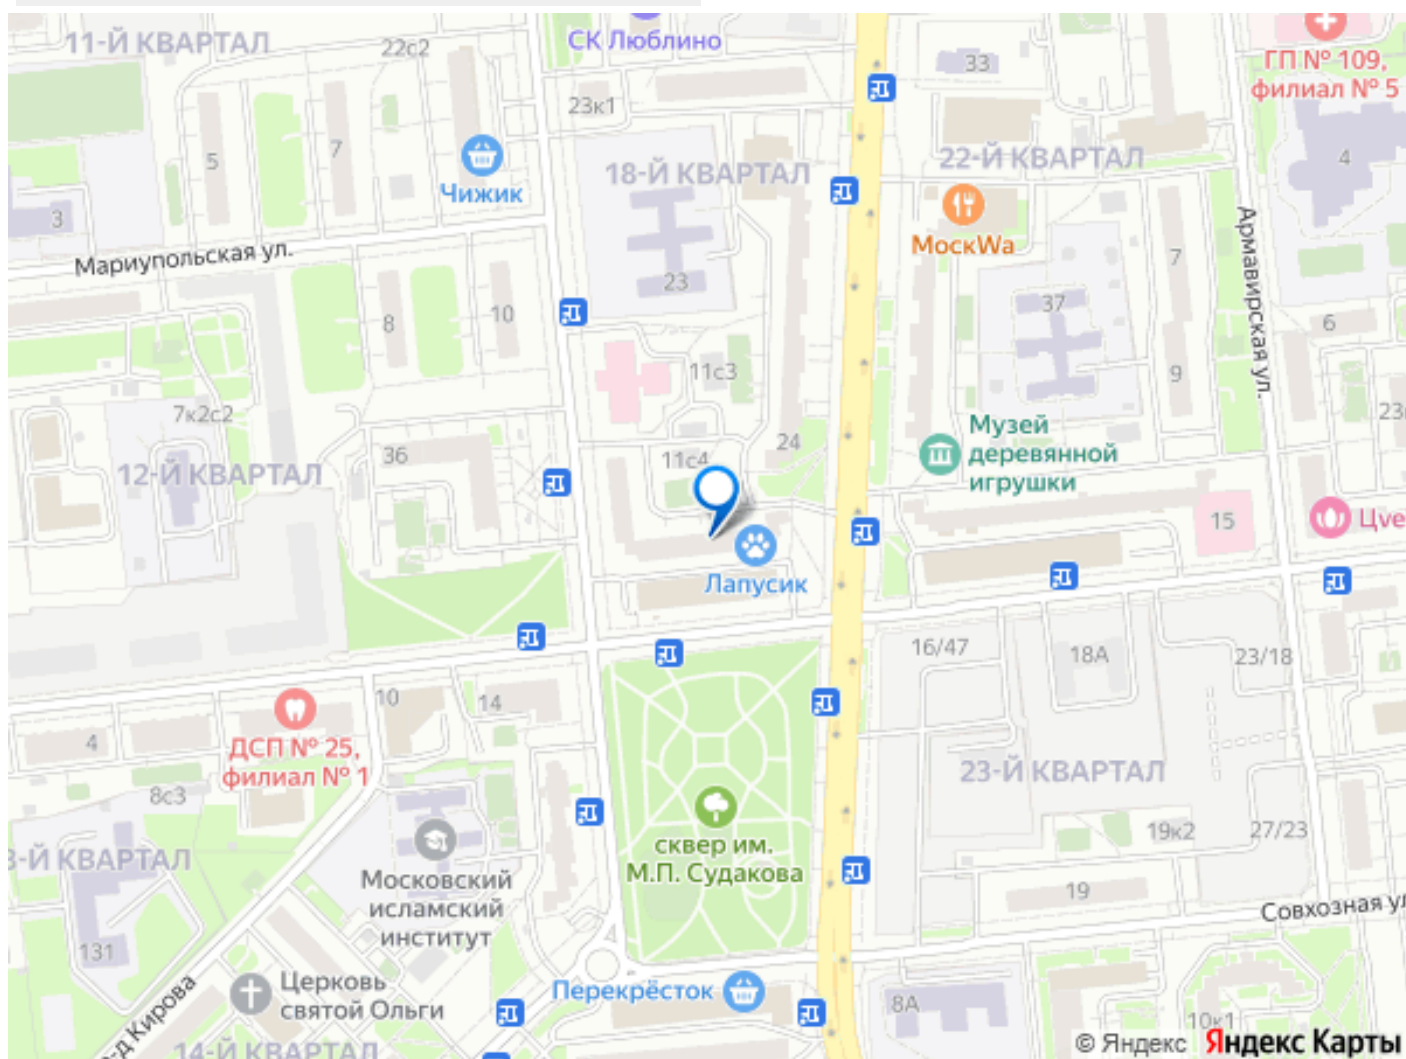 11-Й КВАРТАЛ
22с2
СК Люблино
33
ГП № 109,
филиал № 5
23к1
5
7
Чижик
18-Й КВАРТАЛ
22-Й КВАРТАЛ
4
3
МоскWa
Мариупольская ул.
Армавирская ул.
7
23
37
8
10
6
11с3
9
7к2с2
23
24
Музей
деревянной
игрушки
36
11с4
12-Й КВАРТАЛ
15
Цве
Лапусик
16/47
18А
23/18
10
14
4
ДСП № 25,
филиал № 1
23-Й КВАРТАЛ
8с3
19к2
27/23
сквер им.
М.П. Судакова
3-Й КВАРТАЛ
Московский
исламский
институт
19
Совхозная ул
131
Церковь
святой Ольги
Перекрёсток
8А
10к1
-д Кирова
14-Й КВАРТАЛ
© Яндекс Яндекс Карты